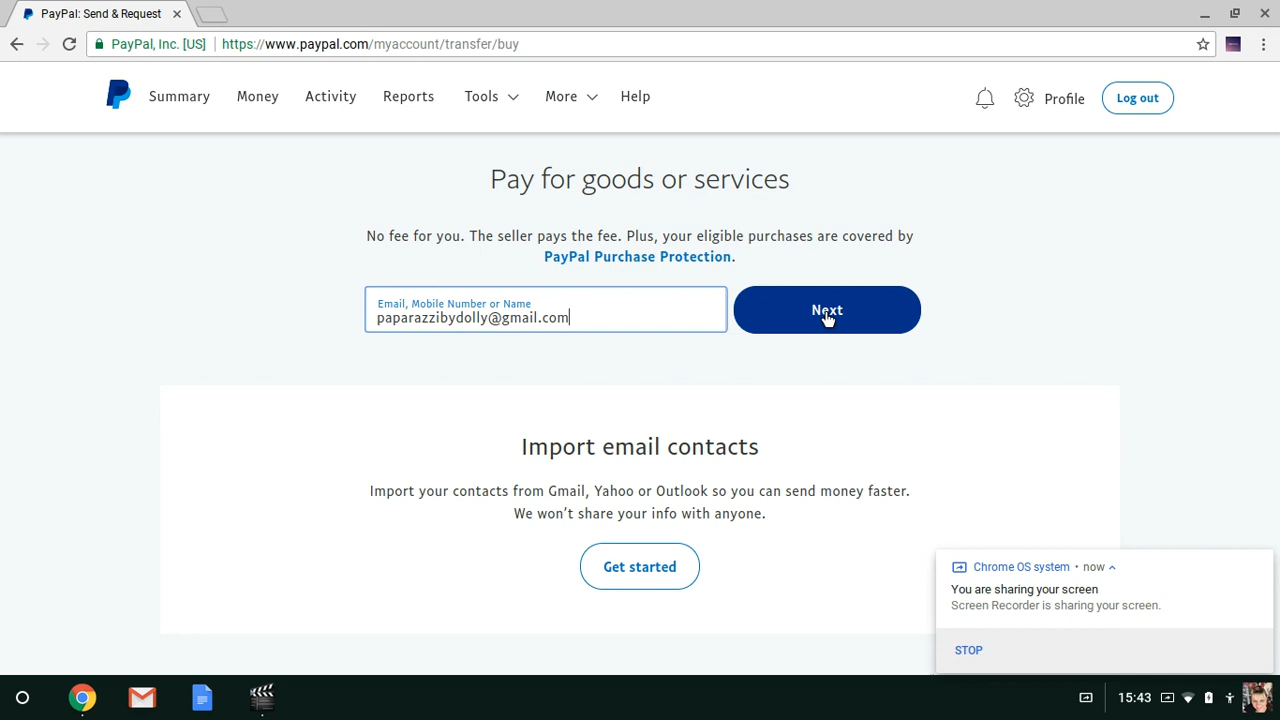 PayPal: Send & Request
PayPal, Inc. [US]
https://www.paypal.com/myaccount/transfer/buy
Summary Money Activity Reports Tools More Help Profile Log out
Pay for goods or services
No fee for you. The seller pays the fee. Plus, your eligible purchases are covered by
PayPal Purchase Protection.
Email, Mobile Number or Name
paparazzibydolly@gmail.com
Next
Import email contacts
Import your contacts from Gmail, Yahoo or Outlook so you can send money faster.
We won’t share your info with anyone.
Get started
Chrome OS system • now
You are sharing your screen
Screen Recorder is sharing your screen.
STOP
15:43